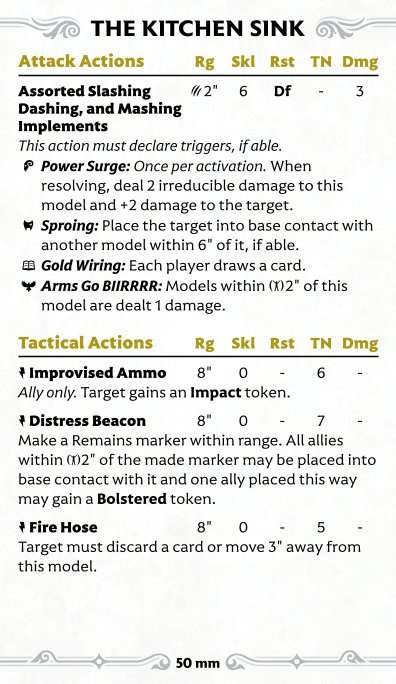 THE KITCHEN SINK
Attack Actions Rg Skl Rst TN Dmg
Assorted Slashing 2" 6 Df - 3
Dashing, and Mashing
Implements
This action must declare triggers, if able.
Power Surge: Once per activation. When
resolving, deal 2 irreducible damage to this
model and +2 damage to the target.
Sproing: Place the target into base contact with
another model within 6" of it, if able.
Gold Wiring: Each player draws a card.
Arms Go BIIRRRR: Models within 2" of this
model are dealt 1 damage.
Tactical Actions Rg Skl Rst TN Dmg
Improvised Ammo 8" 0 - 6 -
Ally only. Target gains an Impact token.
Distress Beacon 8" 0 - 7 -
Make a Remains marker within range. All allies
within 2" of the made marker may be placed into
base contact with it and one ally placed this way
may gain a Bolstered token.
Fire Hose 8" 0 - 5 -
Target must discard a card or move 3" away from
this model.
50 mm